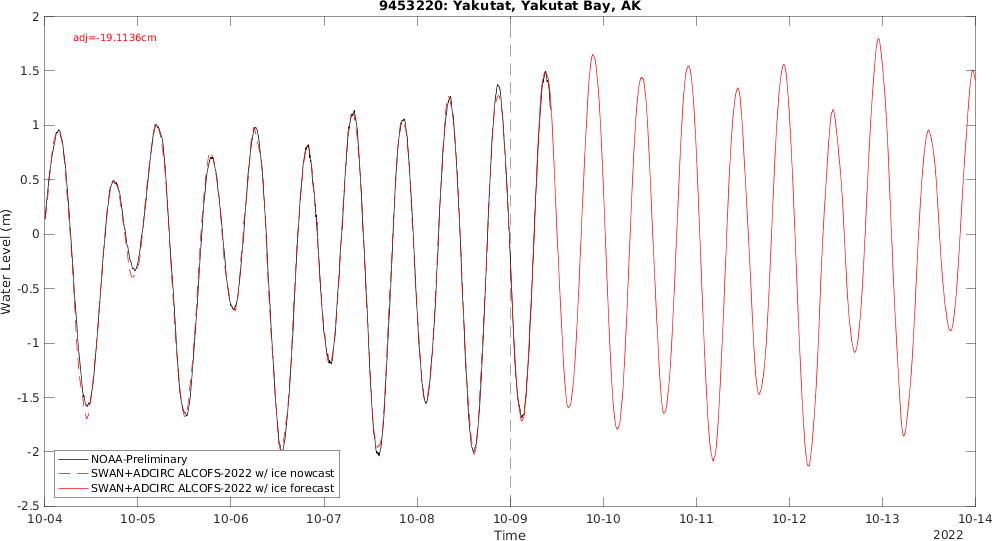 9453220: Yakutat, Yakutat Bay, AK
adj=-19.1136cm
2
1.5
1
0.5
0
-0.5
-1
-1.5
-2
-2.5
Water Level (m)
NOAA-Preliminary
SWAN+ADCIRC ALCOFS-2022 w/ ice nowcast
SWAN+ADCIRC ALCOFS-2022 w/ ice forecast
10-04 10-05 10-06 10-07 10-08 10-09 10-10 10-11 10-12 10-13 10-14
Time
2022